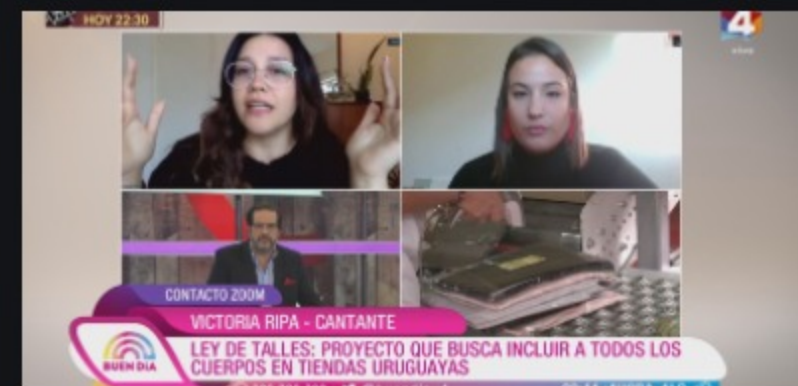 HOY 22:30
4
CONTACTO ZOOM
VICTORIA RIPA - CANTANTE
BUEN DÍA
LEY DE TALLES: PROYECTO QUE BUSCA INCLUIR A TODOS LOS
CUERPOS EN TIENDAS URUGUAYAS